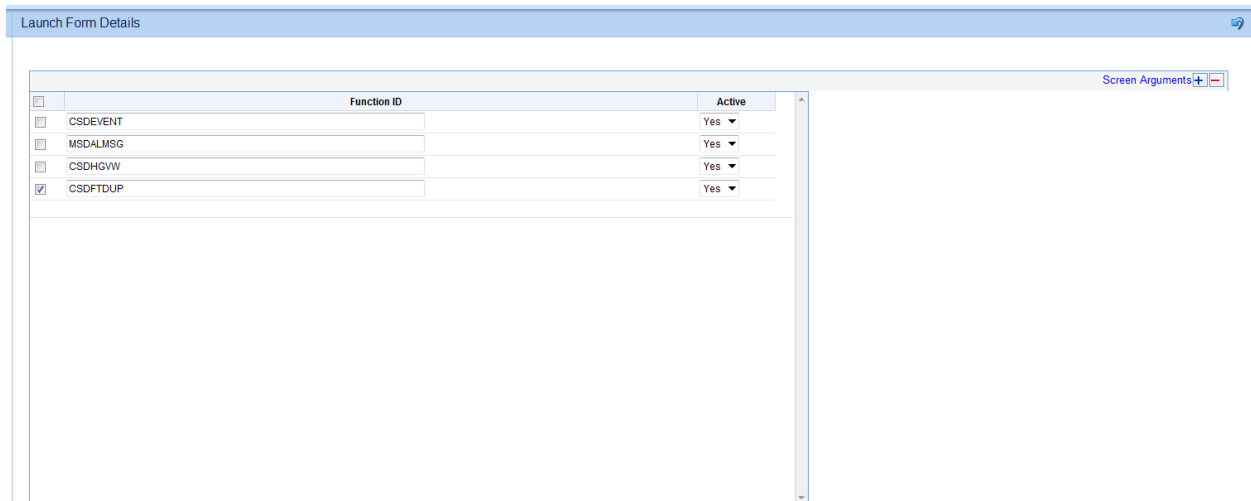 Launch Form Details
Screen Arguments
Function ID Active
CSDEVENT Yes
MSDALMSG Yes
CSDHGVW Yes
CSDFTDUP Yes